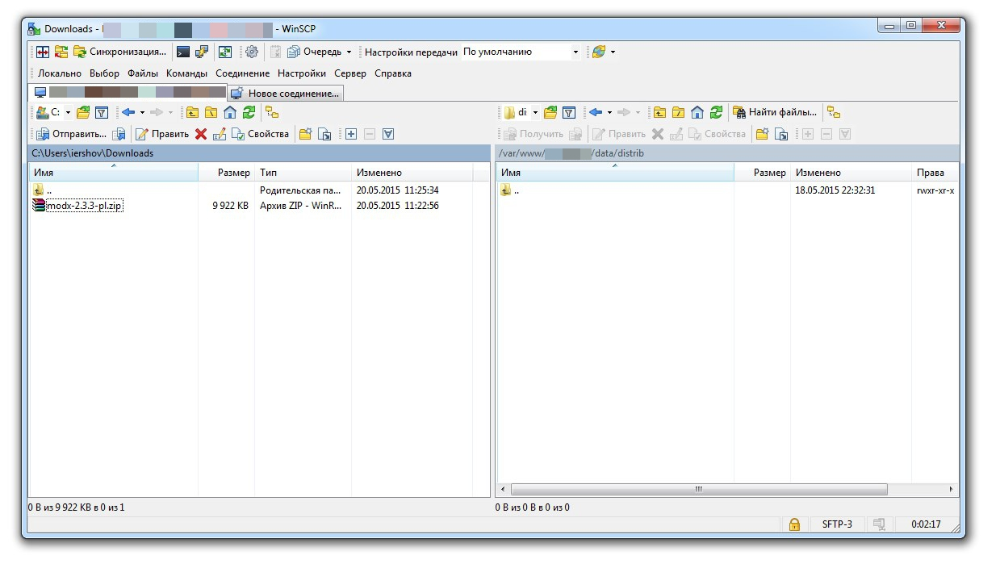 Downloads - - WinSCP
Синхронизация... Очередь Настройки передачи По умолчанию
Локально Выбор Файлы Команды Соединение Настройки Сервер Справка
Новое соединение...
C: di Найти файлы...
Отправить... Править Свойства Получить Править Свойства
C:\Users\iershov\Downloads /var/www/ /data/distrib
Имя Размер Тип Изменено Имя Размер Изменено Права
.. Родительская па... 20.05.2015 11:25:34 .. 18.05.2015 22:32:31 rwxr-xr-x
modx-2.3.3-pl.zip 9 922 KB Архив ZIP - WinR... 20.05.2015 11:22:56
0 B из 9 922 KB в 0 из 1 0 B из 0 B в 0 из 0
SFTP-3 0:02:17